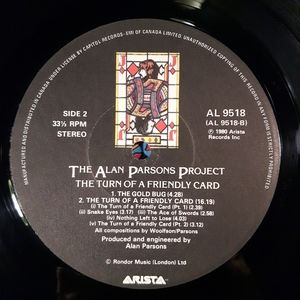 MANUFACTURED AND DISTRIBUTED IN CANADA UNDER LICENSE BY CAPITOL RECORDS-EMI OF CANADA LIMITED. UNAUTHORIZED COPYING OF THIS RECORD IN ANY FORM STRICTLY PROHIBITED.
SIDE 2
33⅓ RPM
STEREO
AL 9518
(AL 9518-B)
℗ 1980 Arista
Records Inc
THE ALAN PARSONS PROJECT
THE TURN OF A FRIENDLY CARD
1. THE GOLD BUG (4.28)
2. THE TURN OF A FRIENDLY CARD (16.19)
(i) The Turn of a Friendly Card (Pt. 1) (2.39)
(ii) Snake Eyes (3.17) (iii) The Ace of Swords (2.58)
(iv) Nothing Left to Lose (4.03)
(v) The Turn of a Friendly Card (Pt. 2) (3.12)
All compositions by Woolfson/Parsons
Produced and engineered by
Alan Parsons
℗ Rondor Music (London) Ltd
ARISTA